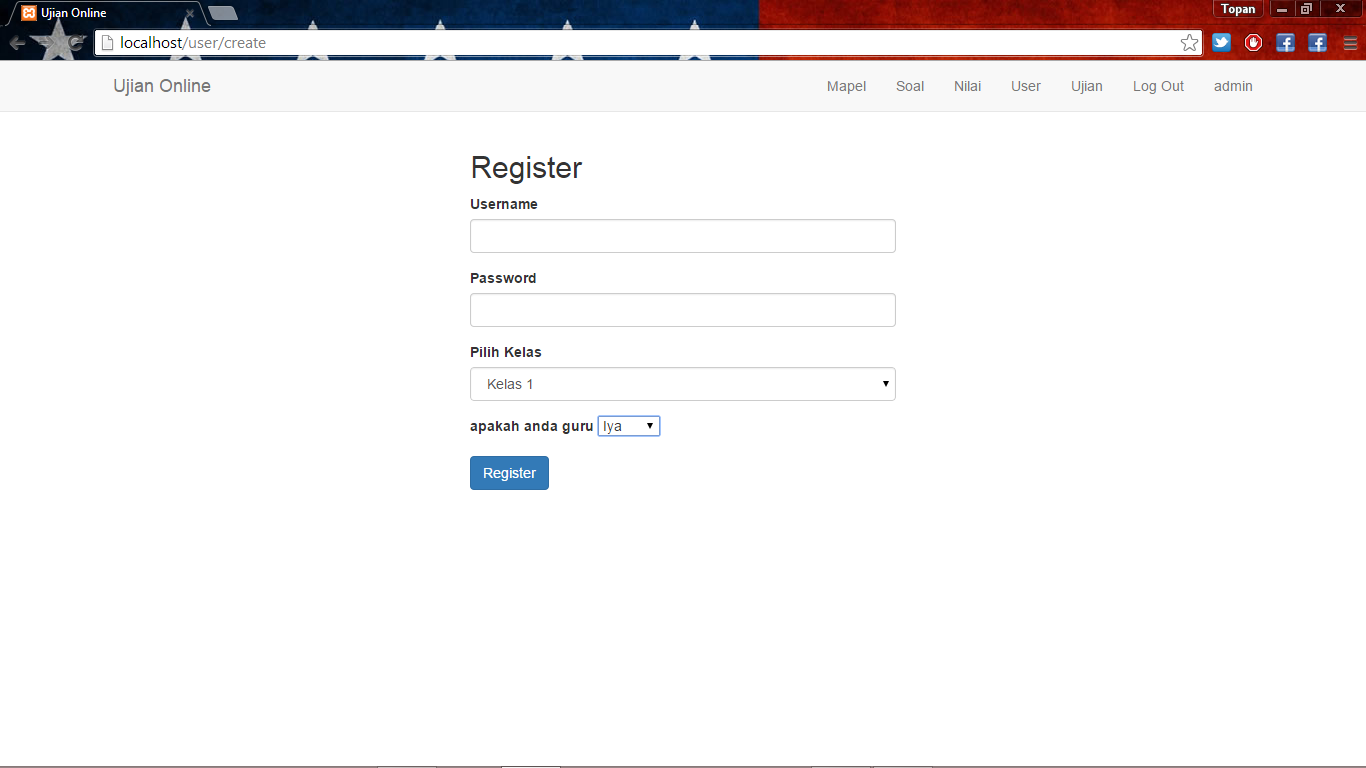 Ujian Online
Topan
localhost/user/create
Ujian Online Mapel Soal Nilai User Ujian Log Out admin
Register
Username
Password
Pilih Kelas
Kelas 1
apakah anda guru Iya
Register